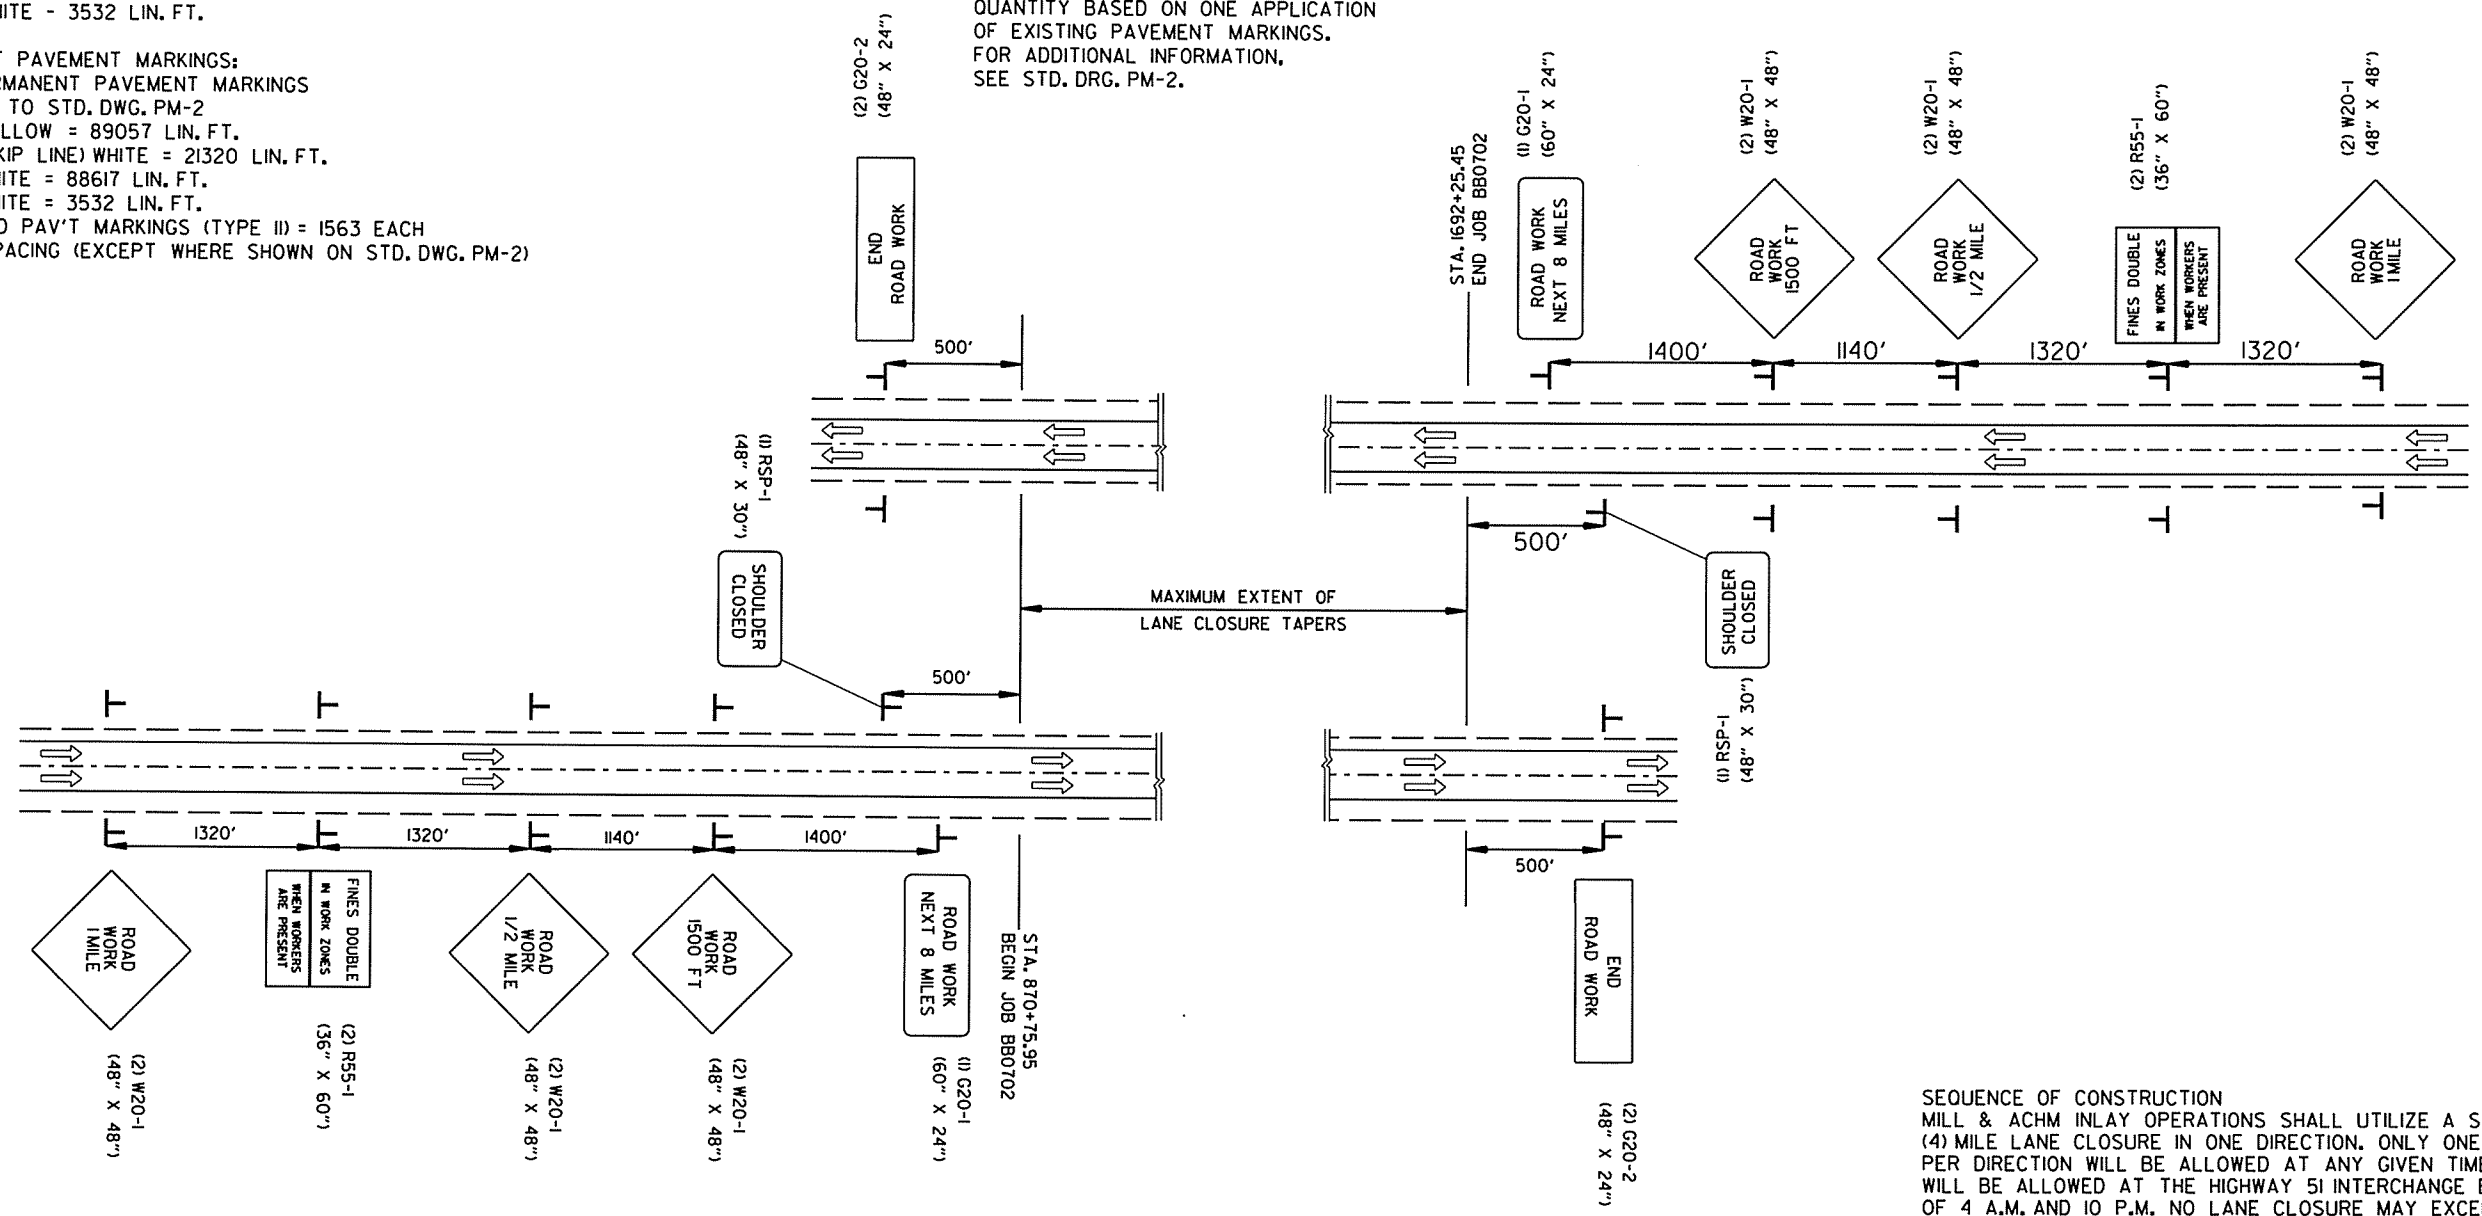 WHITE - 3532 LIN. FT.
PAVEMENT MARKINGS:
PAVEMENT MARKINGS
TO STD. DWG. PM-2
= 89057 LIN. FT.
LINE) WHITE = 21320 LIN. FT.
= 88617 LIN. FT.
= 3532 LIN. FT.
PAV'T MARKINGS (TYPE II) = 1563 EACH
(EXCEPT WHERE SHOWN ON STD. DWG. PM-2)
QUANTITY BASED ON ONE APPLICATION
OF EXISTING PAVEMENT MARKINGS.
FOR ADDITIONAL INFORMATION,
SEE STD. DRG. PM-2.
(2) G20-2
(48" X 24")
END
ROAD WORK
500'
STA. 1692+25.45
END JOB BB0702
(1) G20-1
(60" X 24")
ROAD WORK
NEXT 8 MILES
(2) W20-1
(48" X 48")
ROAD
WORK
1500 FT
(2) W20-1
(48" X 48")
ROAD
WORK
1/2 MILE
(2) R55-1
(36" X 60")
FINES DOUBLE
IN WORK ZONES
WHEN WORKERS
ARE PRESENT
(2) W20-1
(48" X 48")
ROAD
WORK
1 MILE
1400'
1140'
1320'
1320'
(1) RSP-1
(48" X 30")
SHOULDER
CLOSED
500'
MAXIMUM EXTENT OF
LANE CLOSURE TAPERS
500'
SHOULDER
CLOSED
(1) RSP-1
(48" X 30")
1320'
1320'
1140'
1400'
500'
ROAD
WORK
1 MILE
(2) W20-1
(48" X 48")
FINES DOUBLE
IN WORK ZONES
WHEN WORKERS
ARE PRESENT
(2) R55-1
(36" X 60")
ROAD
WORK
1/2 MILE
(2) W20-1
(48" X 48")
ROAD
WORK
1500 FT
(2) W20-1
(48" X 48")
ROAD WORK
NEXT 8 MILES
(1) G20-1
(60" X 24")
STA. 870+75.95
BEGIN JOB BB0702
END
ROAD WORK
(2) G20-2
(48" X 24")
SEQUENCE OF CONSTRUCTION
MILL & ACHM INLAY OPERATIONS SHALL UTILIZE A
(4) MILE LANE CLOSURE IN ONE DIRECTION. ONLY ONE
PER DIRECTION WILL BE ALLOWED AT ANY GIVEN TIME
WILL BE ALLOWED AT THE HIGHWAY 51 INTERCHANGE
OF 4 A.M. AND 10 P.M. NO LANE CLOSURE MAY